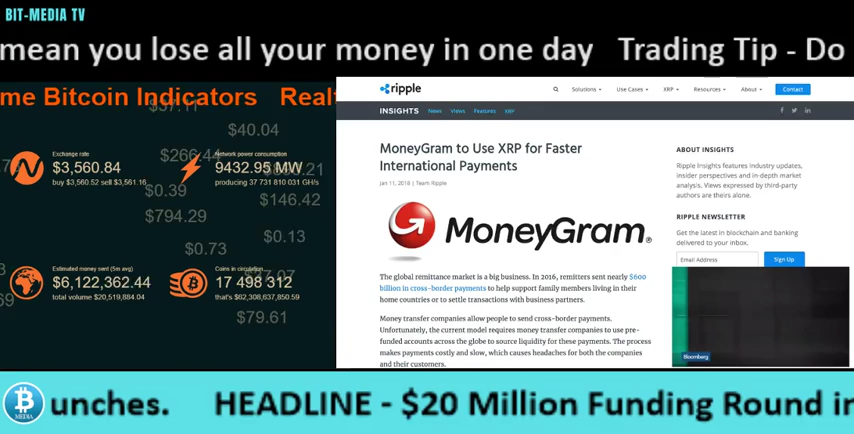 BIT-MEDIA TV
mean you lose all your money in one day Trading Tip - Do
me Bitcoin Indicators Realt
$37.11
$40.04
$266.44
$0.39
$146.42
$794.29
$0.13
$0.73
$79.61
Exchange rate
$3,560.84
buy $3,560.52 sell $3,561.16
Network power consumption
9432.95 MW
producing 37 731 810 031 GH/s
Estimated money sent (5m avg)
$6,122,362.44
total volume $20,519,884.04
Coins in circulation
17 498 312
that's $62,308,637,850.59
ripple
Solutions
Use Cases
XRP
Resources
About
Contact
INSIGHTS
News
Views
Features
XRP
MoneyGram to Use XRP for Faster
International Payments
Jan 11, 2018 | Team Ripple
MoneyGram®
The global remittance market is a big business. In 2016, remitters sent nearly $600
billion in cross-border payments to help support family members living in their
home countries or to settle transactions with business partners.
Money transfer companies allow people to send cross-border payments.
Unfortunately, the current model requires money transfer companies to use pre-
funded accounts across the globe to source liquidity for these payments. The process
makes payments costly and slow, which causes headaches for both the companies
and their customers.
ABOUT INSIGHTS
Ripple Insights features industry updates,
insider perspectives and in-depth market
analysis. Views expressed by third-party
authors are theirs alone.
RIPPLE NEWSLETTER
Get the latest in blockchain and banking
delivered to your inbox.
Email Address
Sign Up
Bloomberg
MEDIA
unches. HEADLINE - $20 Million Funding Round in